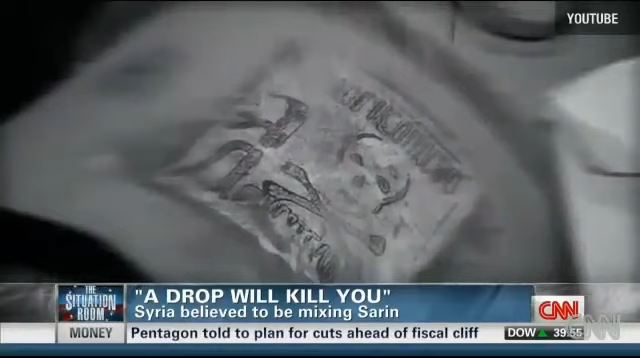 YOUTUBE
THE
SITUATION
ROOM
"A DROP WILL KILL YOU"
Syria believed to be mixing Sarin
CNN
MONEY
Pentagon told to plan for cuts ahead of fiscal cliff
DOW ▲ 39.55
CNN